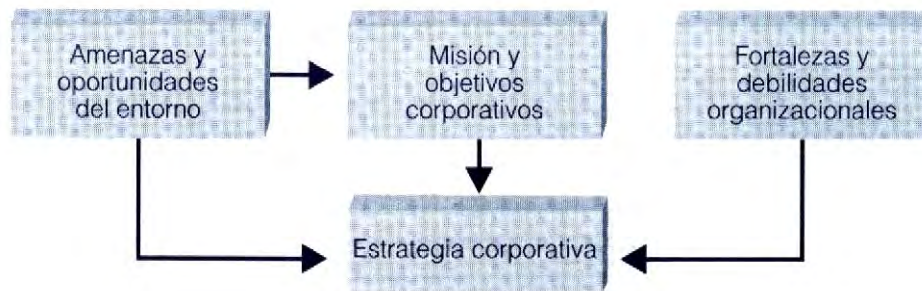 Amenazas y
oportunidades
del entorno
Misión y
objetivos
corporativos
Fortalezas y
debilidades
organizacionales
Estrategia corporativa